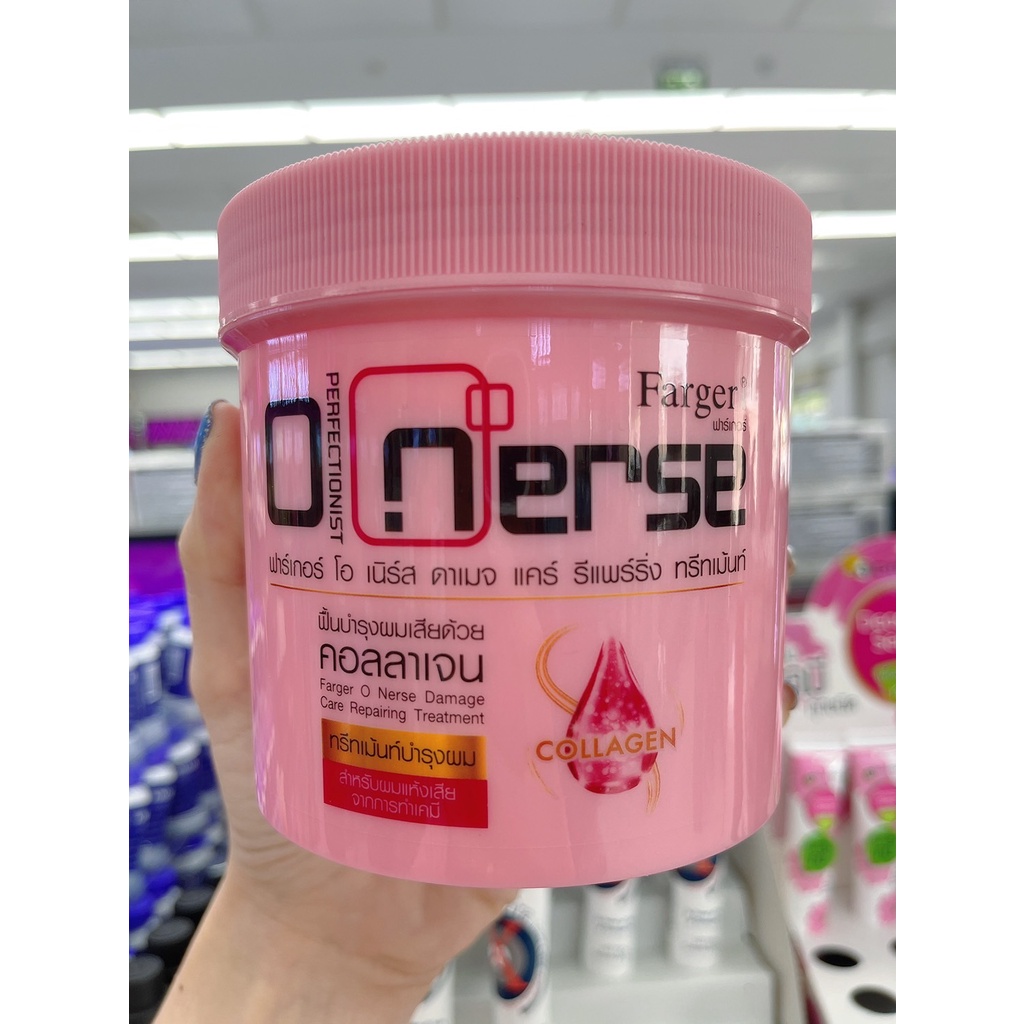 Farger
ฟาร์เกอร์
PERFECTIONIST
O nerse
ฟาร์เกอร์ โอ เนิร์ส ดาเมจ แคร์ รีแพร์ริ่ง ทรีทเม้นท์
ฟื้นบำรุงผมเสียด้วย
คอลลาเจน
Farger O Nerse Damage
Care Repairing Treatment
ทรีทเม้นท์บำรุงผม
สำหรับผมแห้งเสีย
จากการทำเคมี
COLLAGEN